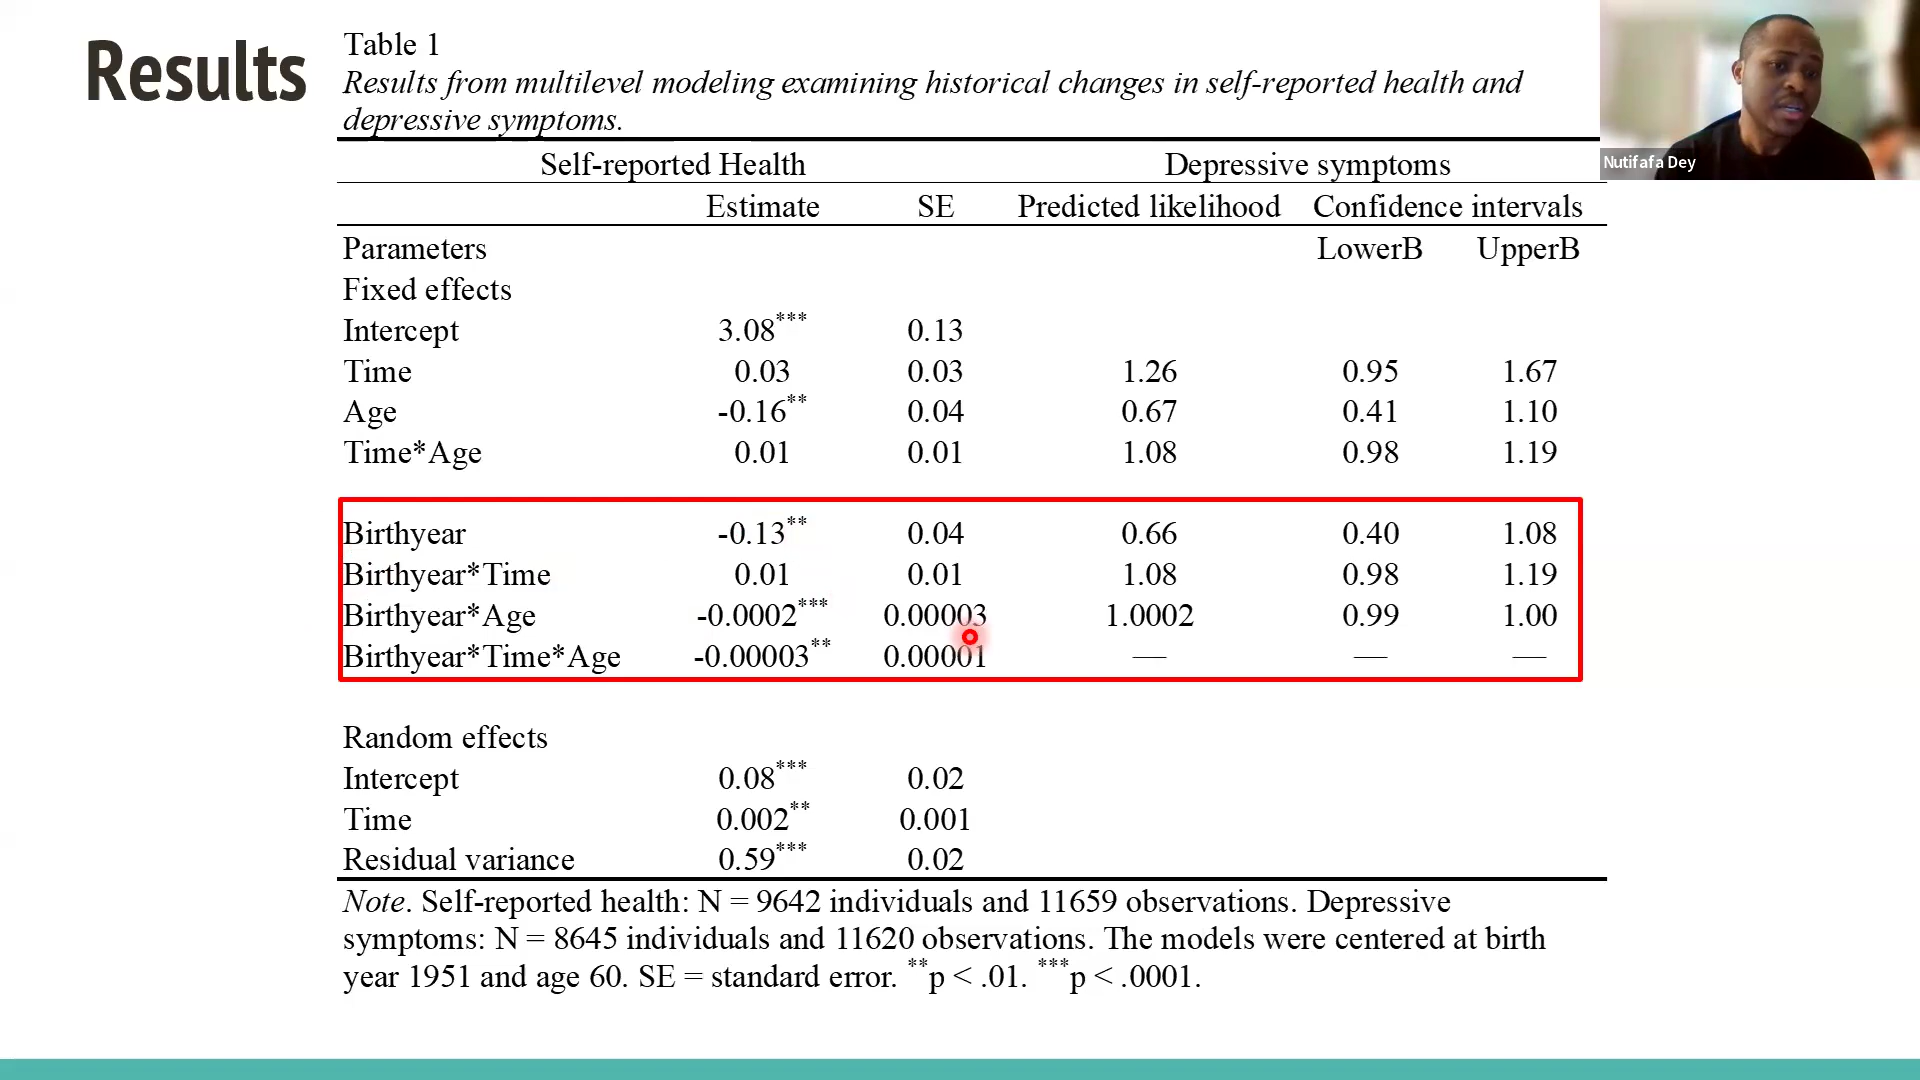 Results
Table 1
Results from multilevel modeling examining historical changes in self-reported health and
depressive symptoms.
Nutifafa Dey
Self-reported Health Depressive symptoms
Estimate SE Predicted likelihood Confidence intervals
Parameters LowerB UpperB
Fixed effects
Intercept 3.08*** 0.13
Time 0.03 0.03 1.26 0.95 1.67
Age -0.16** 0.04 0.67 0.41 1.10
Time*Age 0.01 0.01 1.08 0.98 1.19
Birthyear -0.13** 0.04 0.66 0.40 1.08
Birthyear*Time 0.01 0.01 1.08 0.98 1.19
Birthyear*Age -0.0002*** 0.00003 1.0002 0.99 1.00
Birthyear*Time*Age -0.00003** 0.00001 — — —
Random effects
Intercept 0.08*** 0.02
Time 0.002** 0.001
Residual variance 0.59*** 0.02
Note. Self-reported health: N = 9642 individuals and 11659 observations. Depressive
symptoms: N = 8645 individuals and 11620 observations. The models were centered at birth
year 1951 and age 60. SE = standard error. **p < .01. ***p < .0001.